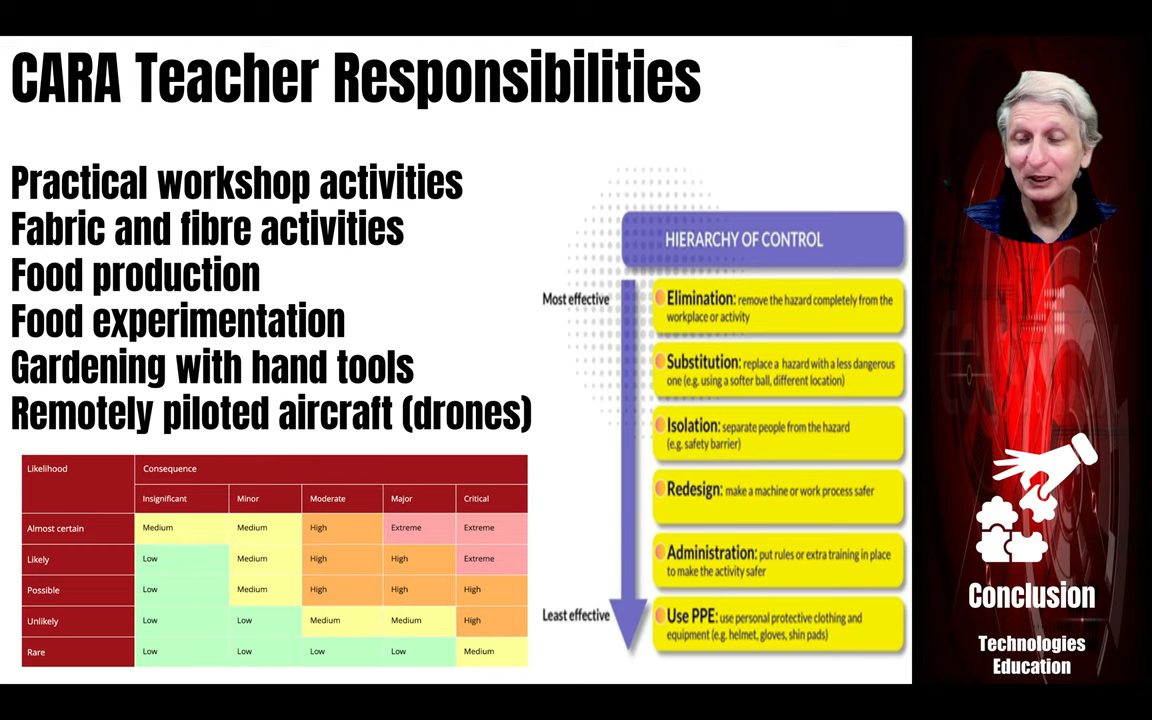 CARA Teacher Responsibilities
Practical workshop activities
Fabric and fibre activities
Food production
Food experimentation
Gardening with hand tools
Remotely piloted aircraft (drones)
Likelihood Consequence
Insignificant Minor Moderate Major Critical
Almost certain Medium Medium High Extreme Extreme
Likely Low Medium High High Extreme
Possible Low Medium High High High
Unlikely Low Low Medium Medium High
Rare Low Low Low Low Medium
HIERARCHY OF CONTROL
Most effective
Elimination: remove the hazard completely from the
workplace or activity
Substitution: replace a hazard with a less dangerous
one (e.g. using a softer ball, different location)
Isolation: separate people from the hazard
(e.g. safety barrier)
Redesign: make a machine or work process safer
Administration: put rules or extra training in place
to make the activity safer
Least effective
Use PPE: use personal protective clothing and
equipment (e.g. helmet, gloves, shin pads)
Conclusion
Technologies
Education